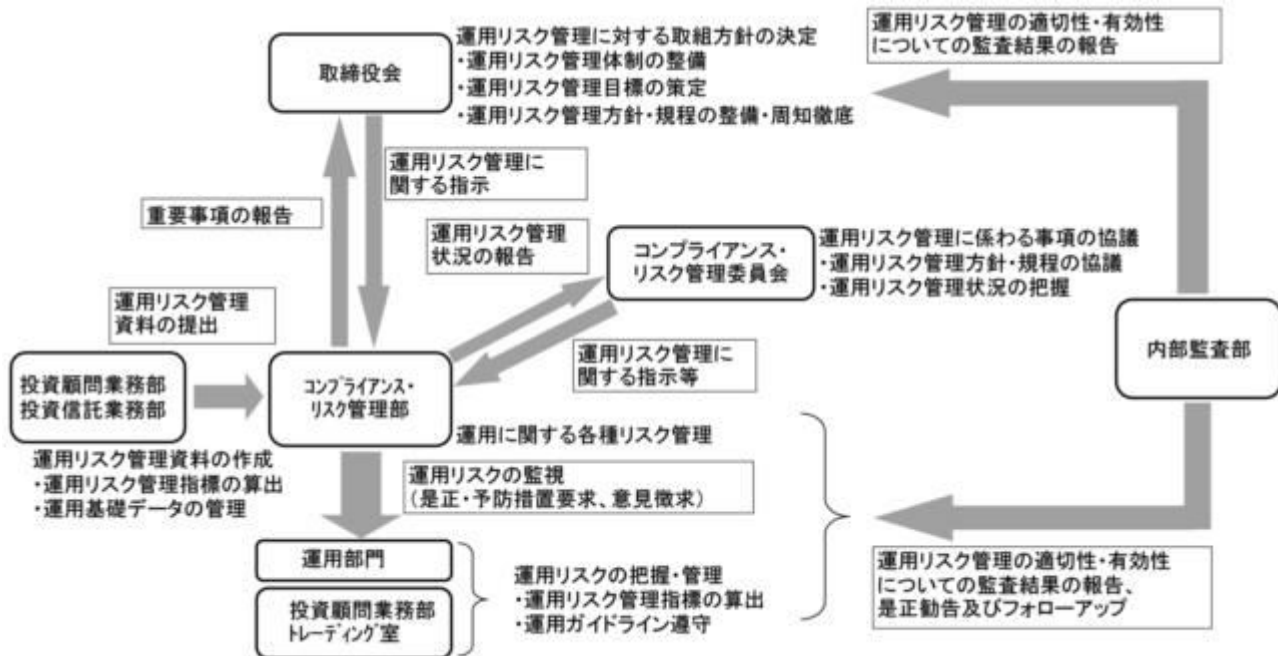 取締役会
運用リスク管理に対する取組方針の決定
・運用リスク管理体制の整備
・運用リスク管理目標の策定
・運用リスク管理方針・規程の整備・周知徹底
運用リスク管理の適切性・有効性
についての監査結果の報告
運用リスク管理に
関する指示
重要事項の報告
運用リスク管理
状況の報告
コンプライアンス・
リスク管理委員会
運用リスク管理に係わる事項の協議
・運用リスク管理方針・規程の協議
・運用リスク管理状況の把握
運用リスク管理
資料の提出
運用リスク管理に
関する指示等
内部監査部
投資顧問業務部
投資信託業務部
コンプライアンス・
リスク管理部
運用に関する各種リスク管理
運用リスク管理資料の作成
・運用リスク管理指標の算出
・運用基礎データの管理
運用リスクの監視
(是正・予防措置要求、意見徴求)
運用部門
投資顧問業務部
トレーディング室
運用リスクの把握・管理
・運用リスク管理指標の算出
・運用ガイドライン遵守
運用リスク管理の適切性・有効性
についての監査結果の報告、
是正勧告及びフォローアップ